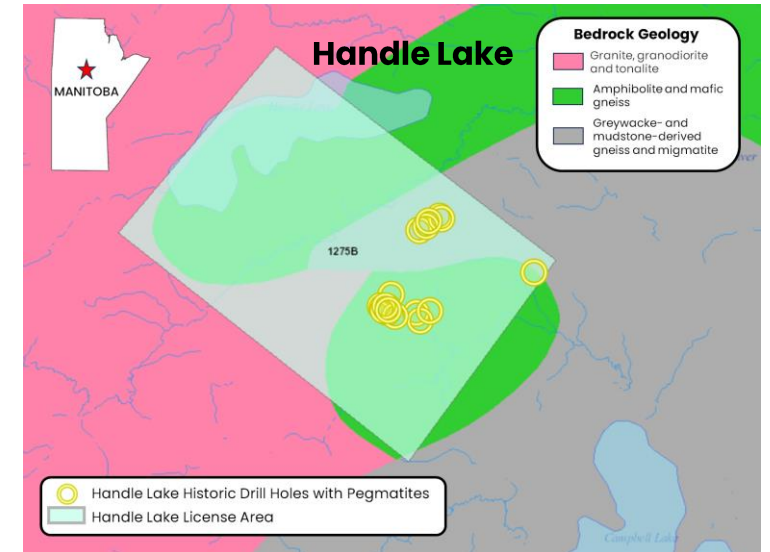 Handle Lake
MANITOBA
Bedrock Geology
Granite, granodiorite
and tonalite
Amphibolite and mafic
gneiss
Greywacke- and
mudstone-derived
gneiss and migmatite
1275B
Handle Lake Historic Drill Holes with Pegmatites
Handle Lake License Area
Campbell Lake